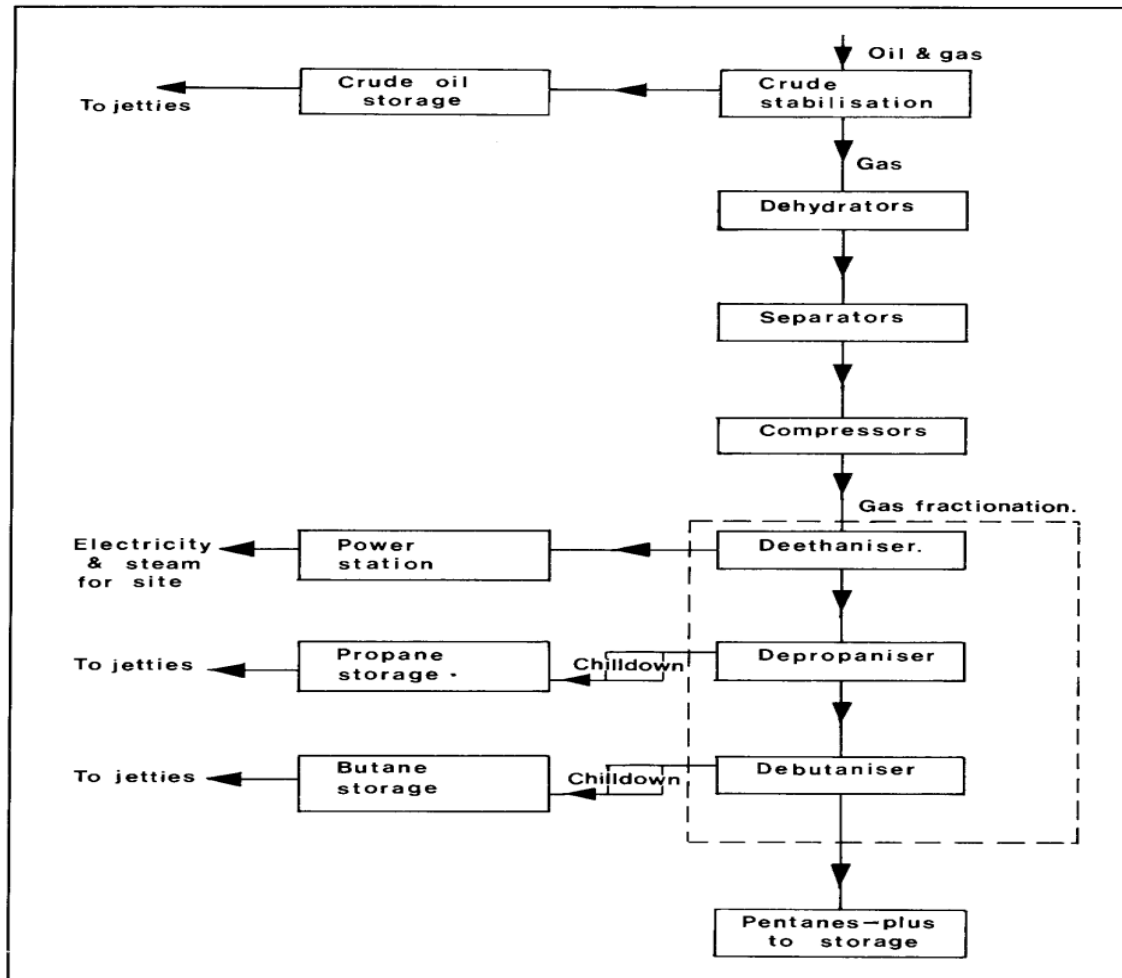 Oil & gas
Crude oil
storage
To jetties
Crude
stabilisation
Gas
Dehydrators
Separators
Compressors
Gas fractionation.
Electricity
& steam
for site
Power
station
Deethaniser.
To jetties
Propane
storage
Chilldown
Depropaniser
To jetties
Butane
storage
Chilldown
Debutaniser
Pentanes—plus
to storage